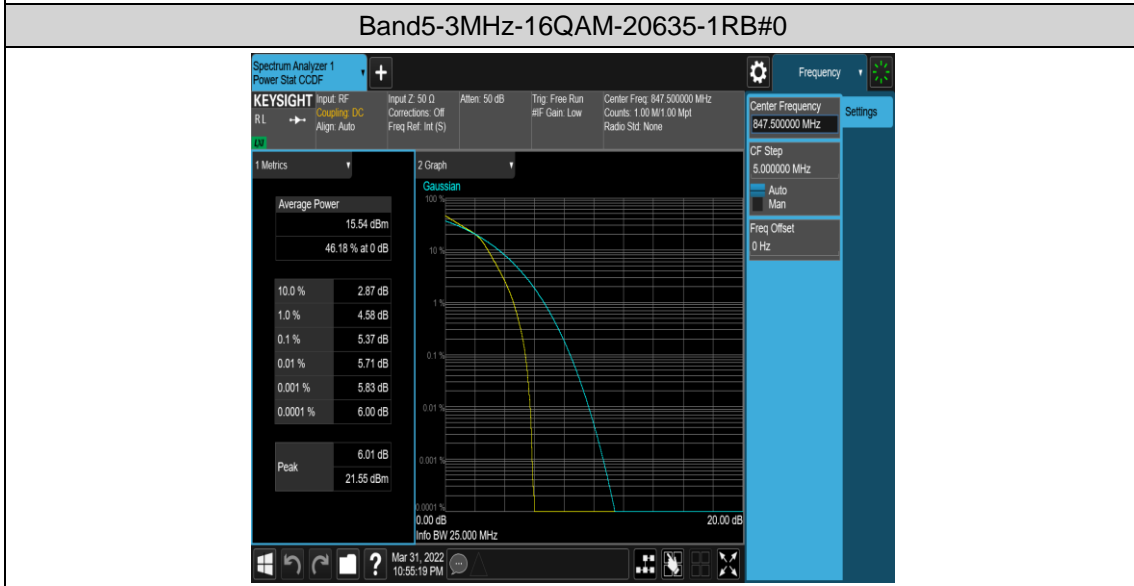 Band5-3MHz-16QAM-20635-1RB#0
Spectrum Analyzer 1
Power Stat CCDF
+
Frequency
KEYSIGHT
RL
Input: RF
Coupling: DC
Align: Auto
Input Z: 50 Ω
Corrections: Off
Freq Ref: Int (S)
Atten: 50 dB
Trig: Free Run
#IF Gain: Low
Center Freq: 847.500000 MHz
Counts: 1.00 M/1.00 Mpt
Radio Std: None
Center Frequency
847.500000 MHz
Settings
CF Step
5.000000 MHz
Auto
Man
Freq Offset
0 Hz
1 Metrics
Average Power
15.54 dBm
46.18 % at 0 dB
10.0 % 2.87 dB
1.0 % 4.58 dB
0.1 % 5.37 dB
0.01 % 5.71 dB
0.001 % 5.83 dB
0.0001 % 6.00 dB
Peak 6.01 dB
21.55 dBm
2 Graph
Gaussian
100 %
10 %
1 %
0.1 %
0.01 %
0.001 %
0.0001 %
0.00 dB 20.00 dB
Info BW 25.000 MHz
?
Mar 31, 2022
10:55:19 PM